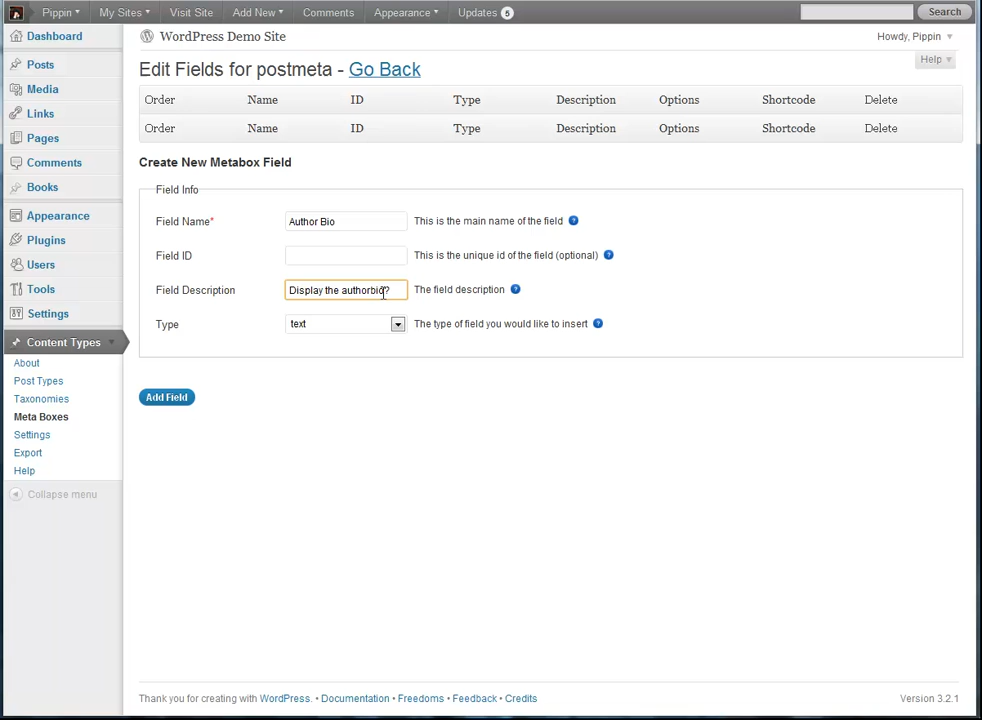 Pippin My Sites Visit Site Add New Comments Appearance Updates 5 Search
WordPress Demo Site
Howdy, Pippin
Help
Dashboard
Posts
Media
Links
Pages
Comments
Books
Appearance
Plugins
Users
Tools
Settings
Content Types
About
Post Types
Taxonomies
Meta Boxes
Settings
Export
Help
Collapse menu
Edit Fields for postmeta - Go Back
Order Name ID Type Description Options Shortcode Delete
Order Name ID Type Description Options Shortcode Delete
Create New Metabox Field
Field Info
Field Name* Author Bio This is the main name of the field ?
Field ID This is the unique id of the field (optional) ?
Field Description Display the authorbio? The field description ?
Type text The type of field you would like to insert ?
Add Field
Thank you for creating with WordPress. • Documentation • Freedoms • Feedback • Credits
Version 3.2.1